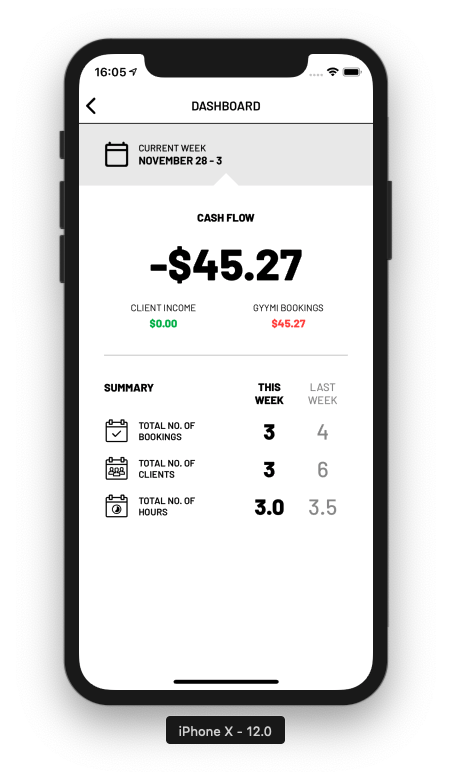 16:05
DASHBOARD
CURRENT WEEK
NOVEMBER 28 - 3
CASH FLOW
-$45.27
CLIENT INCOME
GYYMI BOOKINGS
$0.00
$45.27
SUMMARY
THIS WEEK
LAST WEEK
TOTAL NO. OF
BOOKINGS
3
4
TOTAL NO. OF
CLIENTS
3
6
TOTAL NO. OF
HOURS
3.0
3.5
iPhone X - 12.0